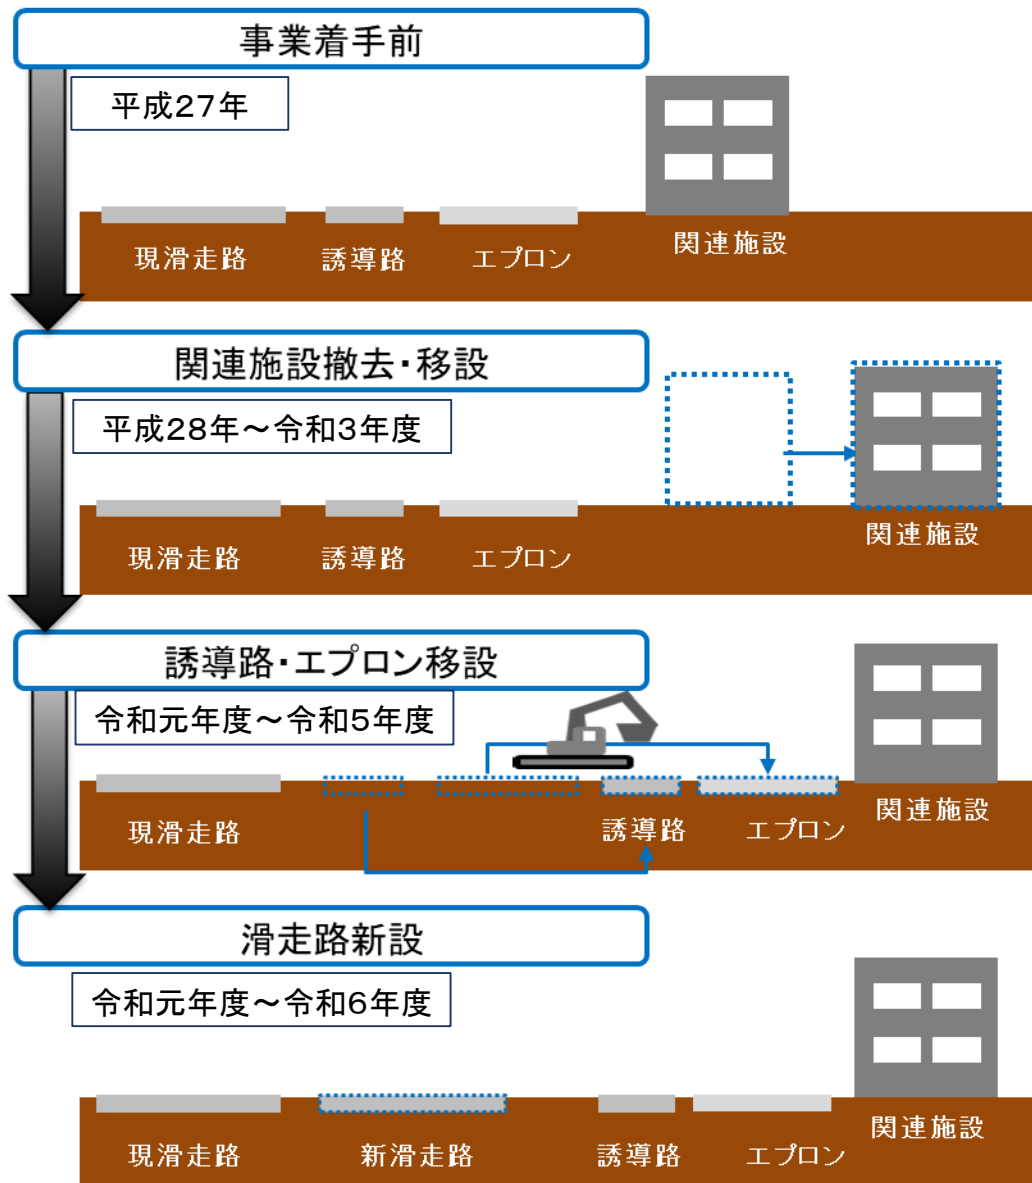 事業着手前
平成27年
現滑走路
誘導路
エプロン
関連施設
関連施設撤去・移設
平成28年～令和3年度
現滑走路
誘導路
エプロン
関連施設
誘導路・エプロン移設
令和元年度～令和5年度
現滑走路
誘導路
エプロン
関連施設
滑走路新設
令和元年度～令和6年度
現滑走路
新滑走路
誘導路
エプロン
関連施設